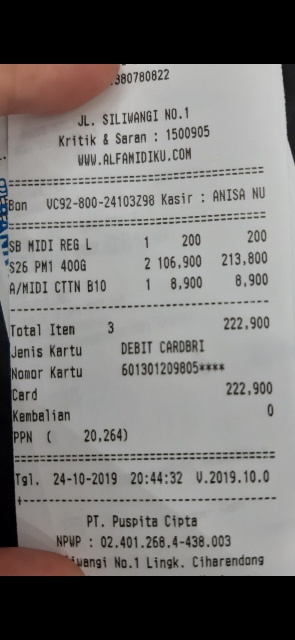 380780822
JL. SILIWANGI NO.1
Kritik & Saran : 1500905
WWW.ALFAMIDIKU.COM
Bon VC92-800-24103Z98 Kasir : ANISA NU
SB MIDI REG L 1 200 200
S26 PM1 400G 2 106,900 213,800
A/MIDI CTTN B10 1 8,900 8,900
Total Item 3 222,900
Jenis Kartu DEBIT CARDBRI
Nomor Kartu 601301209805****
Card 222,900
Kembalian 0
PPN ( 20,264)
Tgl. 24-10-2019 20:44:32 V.2019.10.0
PT. Puspita Cipta
NPWP : 02.401.268.4-438.003
iwangi No.1 Lingk. Ciharendong